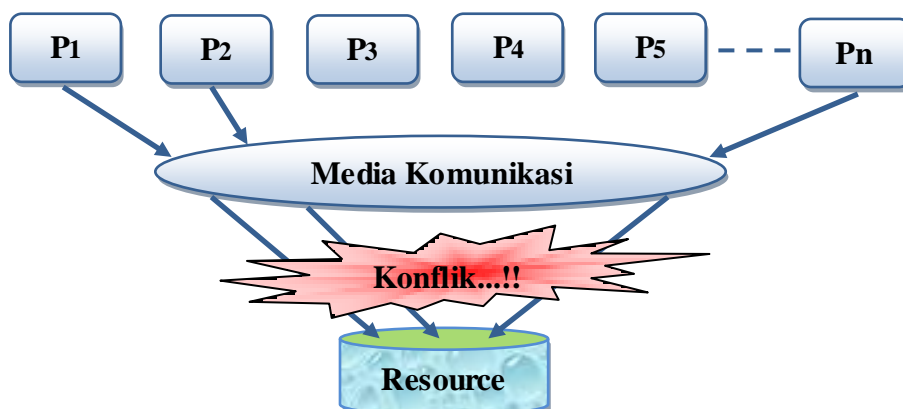 P1 P2 P3 P4 P5 Pn
Media Komunikasi
Konflik...!!
Resource